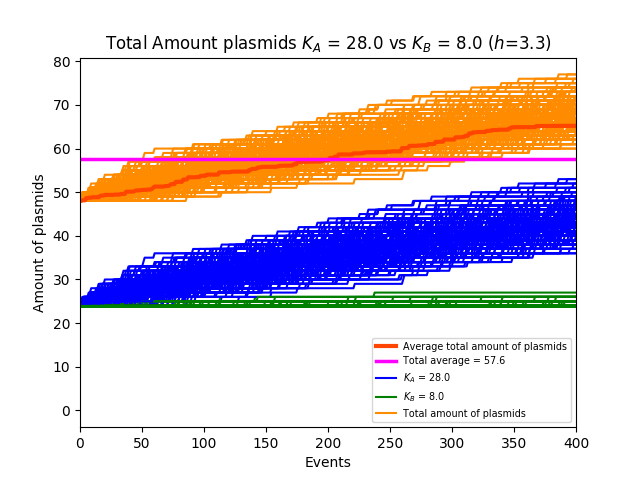 Total Amount plasmids K_A = 28.0 vs K_B = 8.0 (h=3.3)
Amount of plasmids
80
70
60
50
40
30
20
10
0
Average total amount of plasmids
Total average = 57.6
K_A = 28.0
K_B = 8.0
Total amount of plasmids
0 50 100 150 200 250 300 350 400
Events